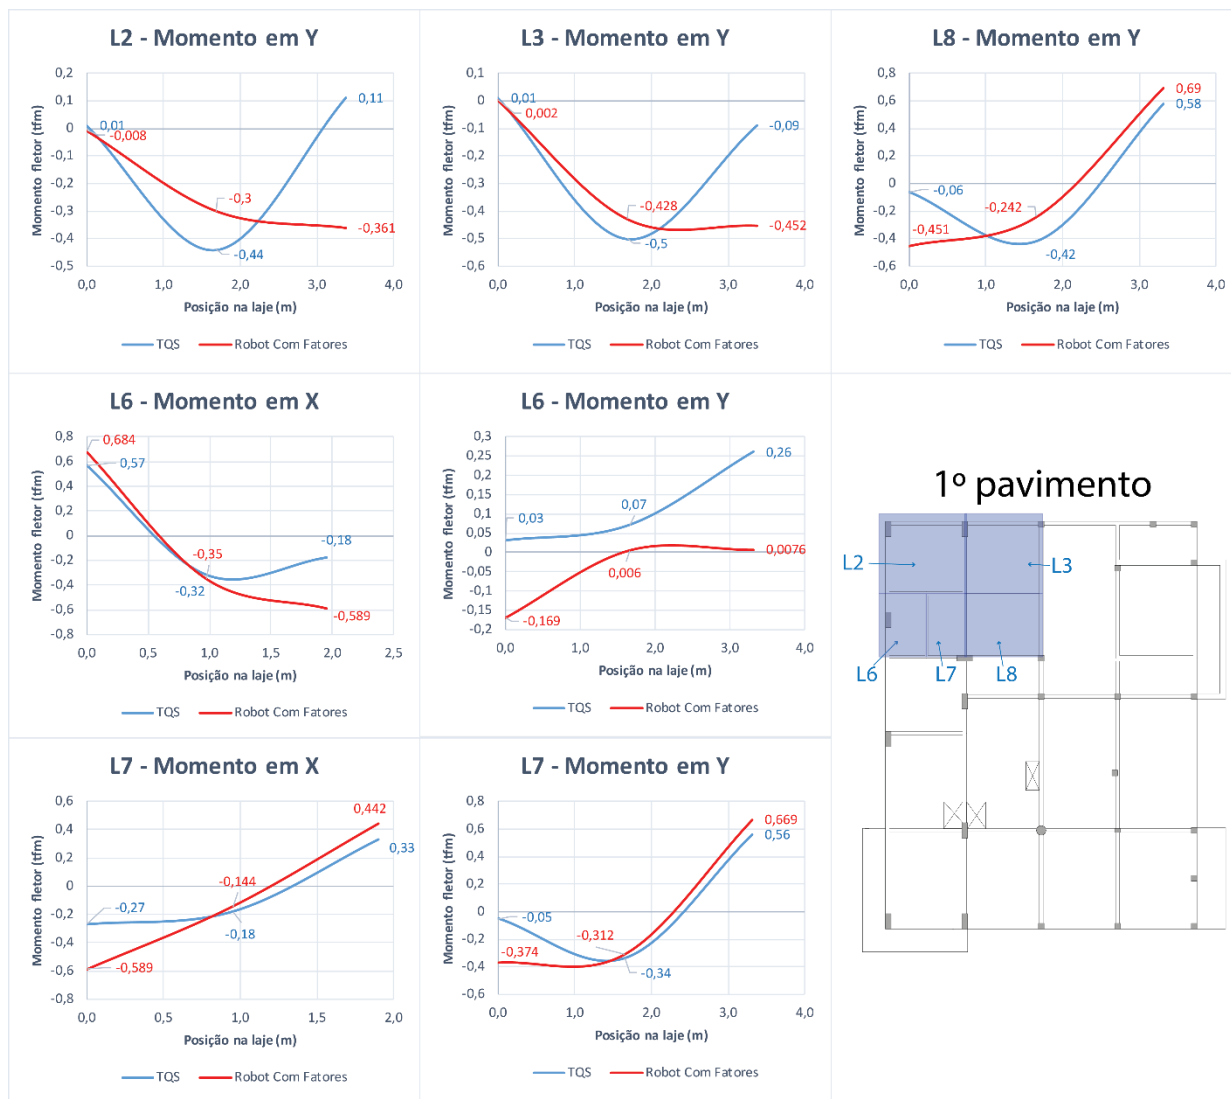 L2 - Momento em Y
Momento fletor (tfm)
0,2
0,1
0
-0,1
-0,2
-0,3
-0,4
-0,5
0,01
-0,008
-0,3
-0,44
0,11
-0,361
0,0 1,0 2,0 3,0 4,0
Posição na laje (m)
TQS Robot Com Fatores
L3 - Momento em Y
Momento fletor (tfm)
0,1
0
-0,1
-0,2
-0,3
-0,4
-0,5
-0,6
0,01
0,002
-0,428
-0,5
-0,09
-0,452
0,0 1,0 2,0 3,0 4,0
Posição na laje (m)
TQS Robot Com Fatores
L8 - Momento em Y
Momento fletor (tfm)
0,8
0,6
0,4
0,2
0
-0,2
-0,4
-0,6
-0,06
-0,451
-0,242
-0,42
0,69
0,58
0,0 1,0 2,0 3,0 4,0
Posição na laje (m)
TQS Robot Com Fatores
L6 - Momento em X
Momento fletor (tfm)
0,8
0,6
0,4
0,2
0
-0,2
-0,4
-0,6
-0,8
0,684
0,57
-0,35
-0,32
-0,18
-0,589
0,0 0,5 1,0 1,5 2,0 2,5
Posição na laje (m)
TQS Robot Com Fatores
L6 - Momento em Y
Momento fletor (tfm)
0,3
0,25
0,2
0,15
0,1
0,05
0
-0,05
-0,1
-0,15
-0,2
0,03
-0,169
0,07
0,006
0,26
0,0076
0,0 1,0 2,0 3,0 4,0
Posição na laje (m)
TQS Robot Com Fatores
1º pavimento
L2
L3
L6
L7
L8
L7 - Momento em X
Momento fletor (tfm)
0,6
0,4
0,2
0
-0,2
-0,4
-0,6
-0,8
-0,27
-0,589
-0,144
-0,18
0,442
0,33
0,0 0,5 1,0 1,5 2,0
Posição na laje (m)
TQS Robot Com Fatores
L7 - Momento em Y
Momento fletor (tfm)
0,8
0,6
0,4
0,2
0
-0,2
-0,4
-0,6
-0,05
-0,374
-0,312
-0,34
0,669
0,56
0,0 1,0 2,0 3,0 4,0
Posição na laje (m)
TQS Robot Com Fatores